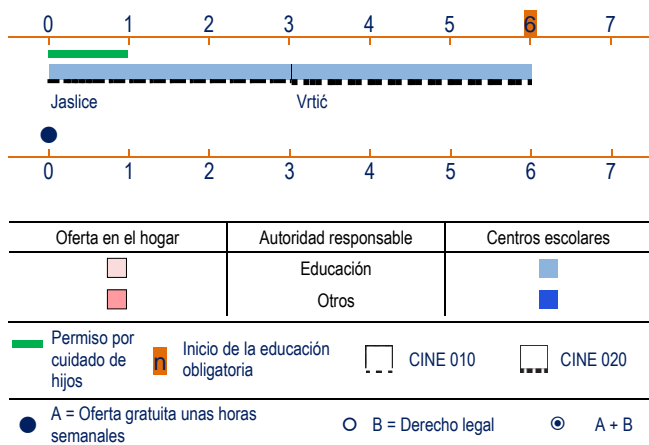 0 1 2 3 4 5 6 7
Jaslice Vrtić
0 1 2 3 4 5 6 7
Oferta en el hogar Autoridad responsable Centros escolares
Educación
Otros
Permiso por
cuidado de
hijos
n Inicio de la educación
obligatoria
CINE 010
CINE 020
A = Oferta gratuita unas horas
semanales
B = Derecho legal
A + B